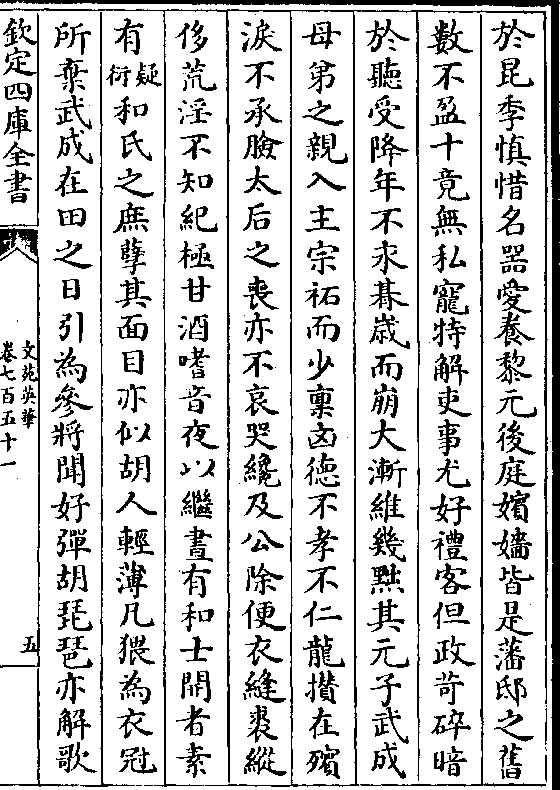 於昆季慎惜名器愛養黎元後庭嬪嬙皆是藩邸之舊
數不盈十竟無私寵特解吏事尤好禮客但政苛碎暗
於聽受降年不永朞歲而崩大漸維幾黜其元子武成
母弟之親入主宗祏而少稟凶德不孝不仁龍攢在殯
淚不承臉太后之喪亦不哀哭纔及公除便衣縫裘縱
侈荒淫不知紀極甘酒嗜音夜以繼晝有和士開者素
有疑衍和氏之庶孽其面目亦似胡人輕薄凡猥為衣冠
所棄武成在田之日引為參將聞好彈胡琵琶亦解歌
欽定四庫全書
文苑英華
卷七百五十一
五